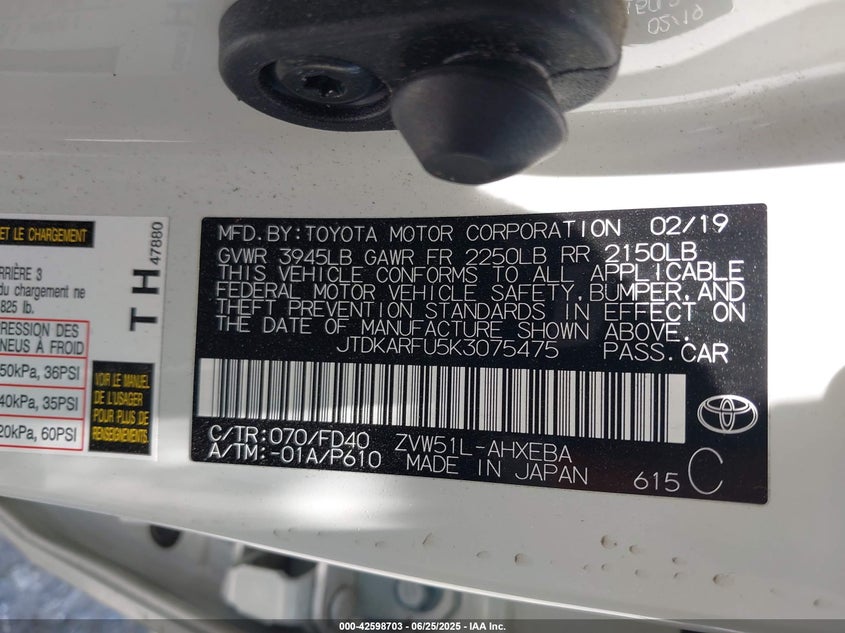 ET LE CHARGEMENT
RRIÈRE 3
du chargement ne
825 lb.
PRESSION DES
NEUS À FROID
50kPa, 36PSI
40kPa, 35PSI
20kPa, 60PSI
TH 47880
VOIR LE MANUEL
DE L'USAGER
POUR PLUS DE
RENSEIGNEMENTS
MFD.BY:TOYOTA MOTOR CORPORATION 02/19
GVWR 3945LB GAWR FR 2250LB RR 2150LB
THIS VEHICLE CONFORMS TO ALL APPLICABLE
FEDERAL MOTOR VEHICLE SAFETY,BUMPER,AND
THEFT PREVENTION STANDARDS IN EFFECT ON
THE DATE OF MANUFACTURE SHOWN ABOVE.
JTDKARFU5K3075475 PASS.CAR
C/TR:070/FD40 ZVW51L-AHXEBA
A/TM:-01A/P610 MADE IN JAPAN
615 C
000-42598703 - 06/25/2025 - IAA Inc.